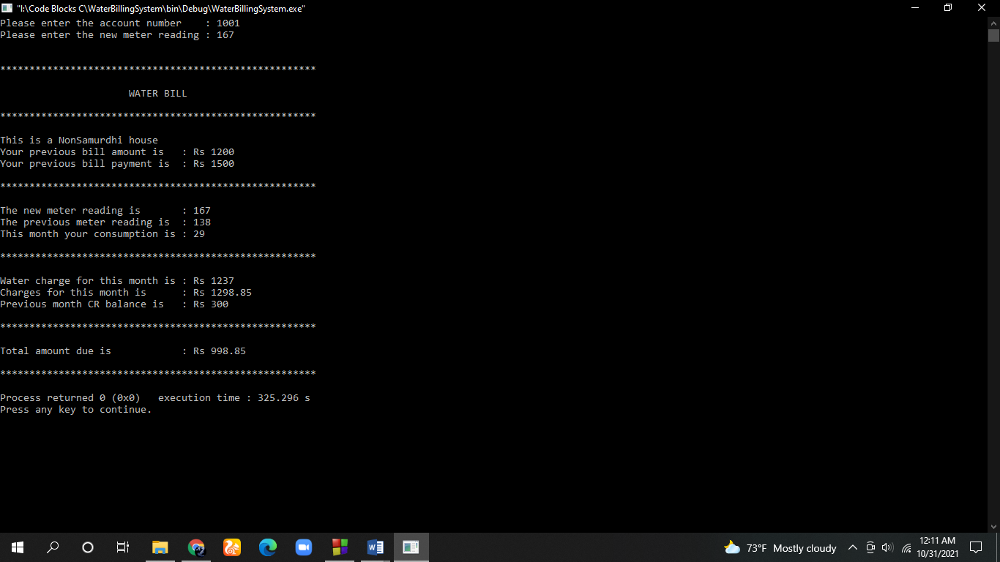 "I:\Code Blocks C\WaterBillingSystem\bin\Debug\WaterBillingSystem.exe"
Please enter the account number    : 1001
Please enter the new meter reading : 167
******************************************************
WATER BILL
******************************************************
This is a NonSamurdhi house
Your previous bill amount is   : Rs 1200
Your previous bill payment is  : Rs 1500
******************************************************
The new meter reading is       : 167
The previous meter reading is  : 138
This month your consumption is : 29
******************************************************
Water charge for this month is : Rs 1237
Charges for this month is      : Rs 1298.85
Previous month CR balance is   : Rs 300
******************************************************
Total amount due is            : Rs 998.85
******************************************************
Process returned 0 (0x0)   execution time : 325.296 s
Press any key to continue.
73°F Mostly cloudy
12:11 AM
10/31/2021